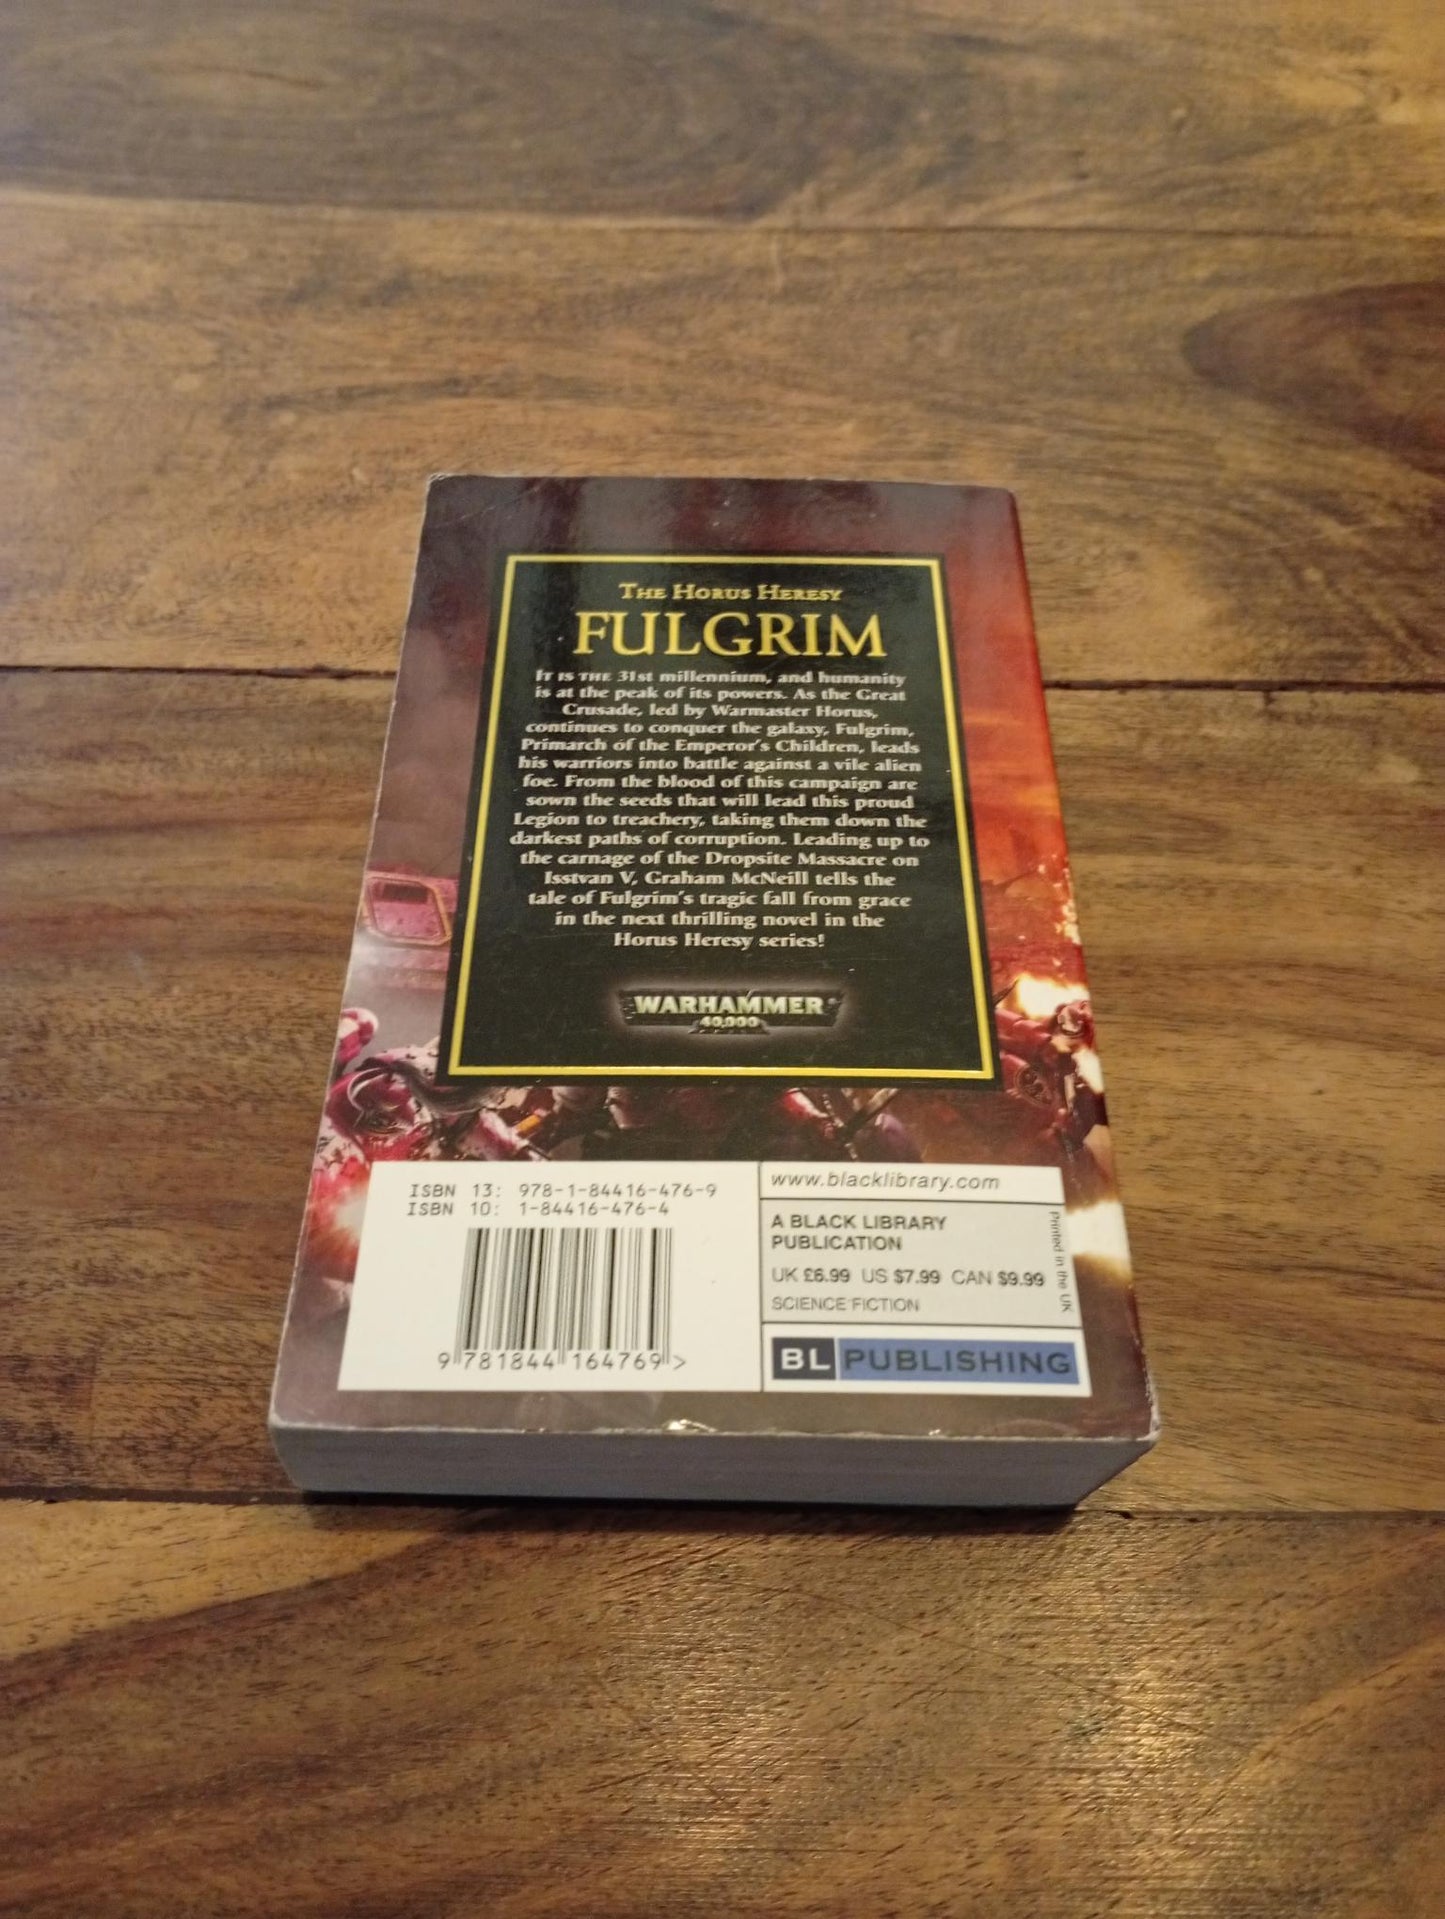 THE HORUS HERESY
FULGRIM
IT IS THE 31st millennium, and humanity
is at the peak of its powers. As the Great
Crusade, led by Warmaster Horus,
continues to conquer the galaxy, Fulgrim,
Primarch of the Emperor's Children, leads
his warriors into battle against a vile alien
foe. From the blood of this campaign are
sown the seeds that will lead this proud
Legion to treachery, taking them down the
darkest paths of corruption. Leading up to
the carnage of the Dropsite Massacre on
Isstvan V, Graham McNeill tells the
tale of Fulgrim's tragic fall from grace
in the next thrilling novel in the
Horus Heresy series!
WARHAMMER
40,000
ISBN 13: 978-1-84416-476-9
ISBN 10: 1-84416-476-4
9 781844 164769 >
www.blacklibrary.com
A BLACK LIBRARY
PUBLICATION
UK £6.99 US $7.99 CAN $9.99
SCIENCE FICTION
Printed in the UK
BL PUBLISHING